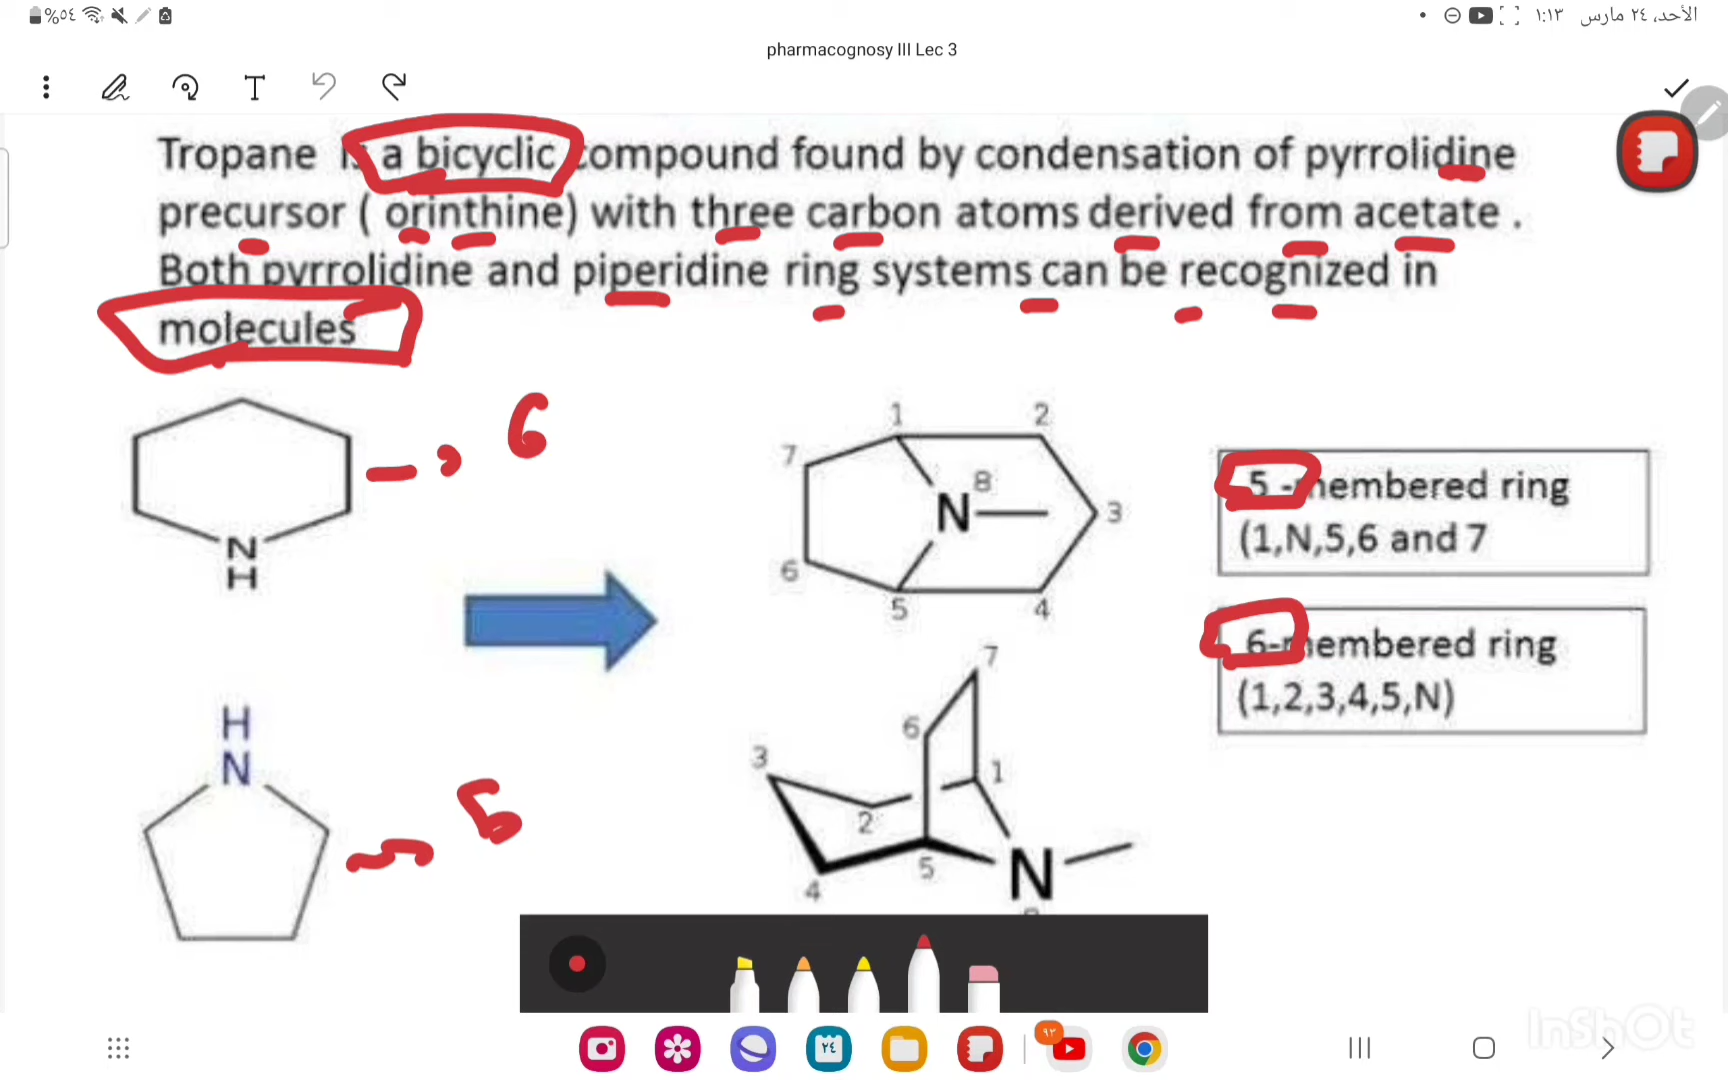 %٥٤
١:١٣ الأحد، ٢٤ مارس
pharmacognosy III Lec 3
T
Tropane is a bicyclic compound found by condensation of pyrrolidine
precursor ( orinthine) with three carbon atoms derived from acetate .
Both pyrrolidine and piperidine ring systems can be recognized in
molecules
6
N
H
1
2
7
8
N
3
6
5
4
5 -membered ring
(1,N,5,6 and 7
6-membered ring
(1,2,3,4,5,N)
H
N
5
7
6
3
1
2
5
4
N
٢٤
٩٢
InShOt